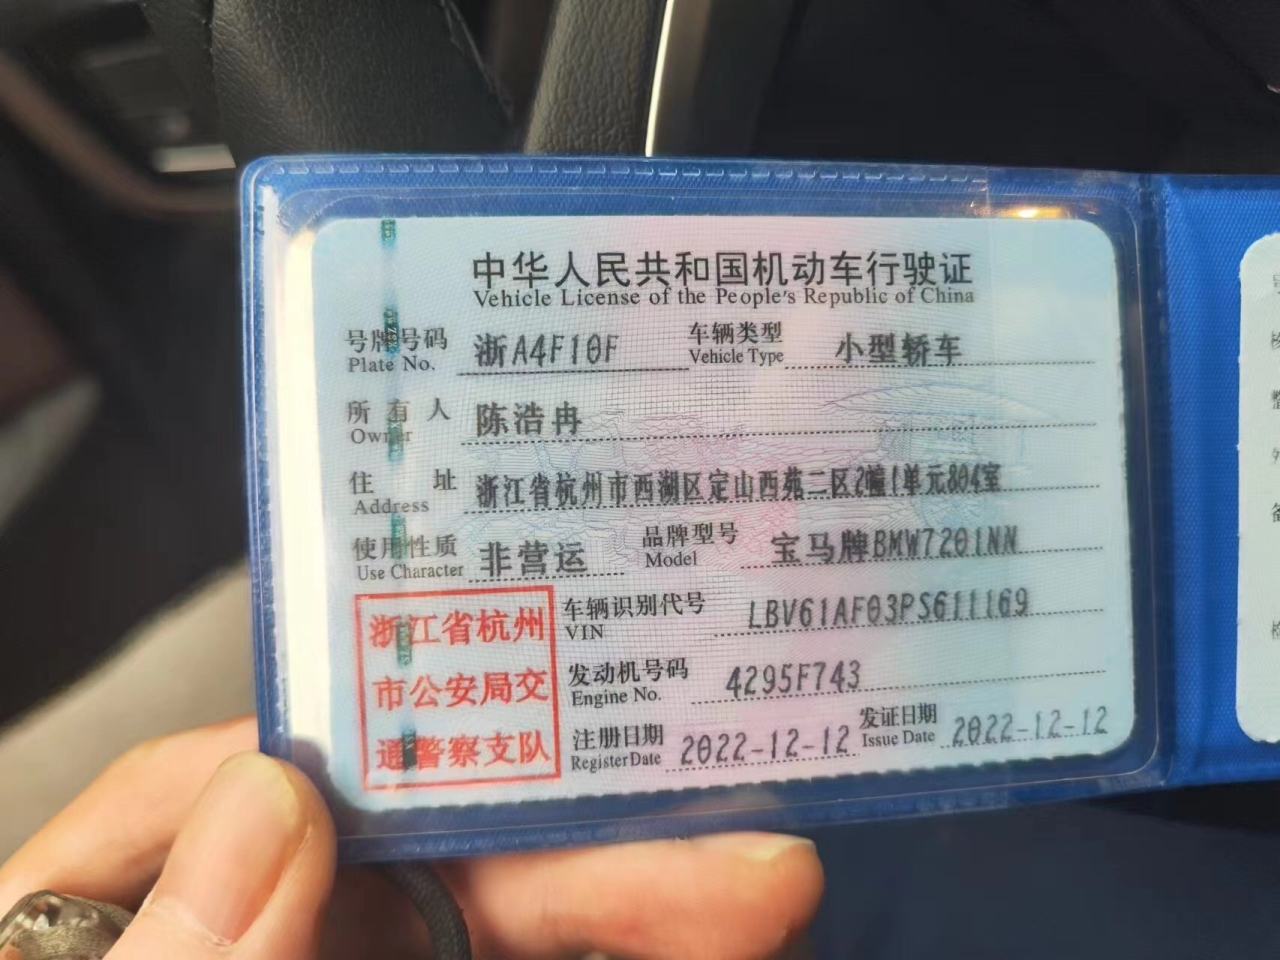 中华人民共和国机动车行驶证
Vehicle License of the People's Republic of China
号牌号码 浙A4F10F 车辆类型 小型轿车
Plate No. Vehicle Type
所有人 陈浩冉
Owner
住址 浙江省杭州市西湖区定山西苑二区2幢1单元804室
Address
使用性质 非营运 品牌型号 宝马牌BMW7201NN
Use Character Model
浙江省杭州
市公安局交
通警察支队
车辆识别代号 LBV61AF03PS611169
VIN
发动机号码 4295F743
Engine No.
注册日期 2022-12-12 发证日期 2022-12-12
Register Date Issue Date